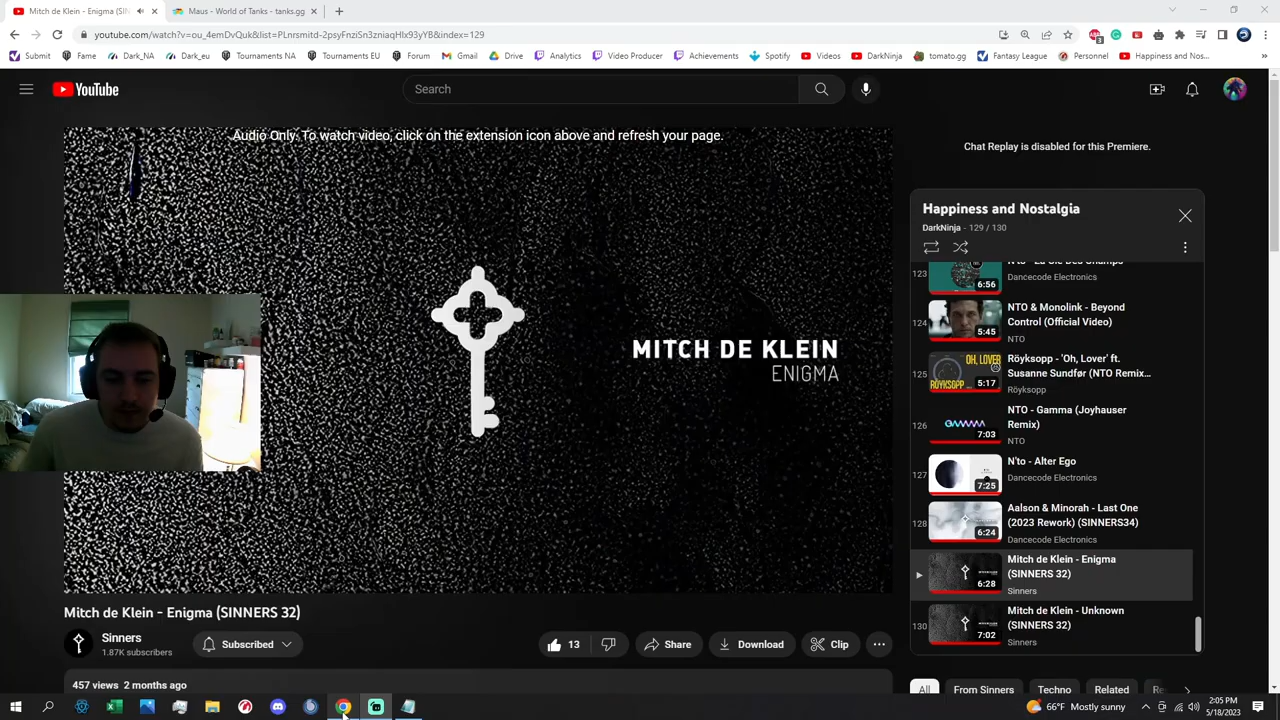 Mitch de Klein - Enigma (SIN
Maus - World of Tanks - tanks.gg
youtube.com/watch?v=ou_4emDvQuk&list=PLnrsmitd-2psyFnziSn3zniaqHlx93yYB&index=129
Submit Fame Dark_NA Dark_eu Tournaments NA Tournaments EU Forum Gmail Drive Analytics Video Producer Achievements Spotify Videos DarkNinja tomato.gg Fantasy League Personnel Happiness and Nos...
3
YouTube
Search
Audio Only. To watch video, click on the extension icon above and refresh your page.
MITCH DE KLEIN
ENIGMA
Mitch de Klein - Enigma (SINNERS 32)
Sinners
1.87K subscribers
Subscribed
13
Share
Download
Clip
457 views 2 months ago
Chat Replay is disabled for this Premiere.
Happiness and Nostalgia
DarkNinja - 129 / 130
123
6:56
Dancecode Electronics
124
5:45
NTO & Monolink - Beyond
Control (Official Video)
NTO
125
OH, LOVER
RÖYKSOPP
5:17
Röyksopp - 'Oh, Lover' ft.
Susanne Sundfør (NTO Remix...
Röyksopp
126
7:03
NTO - Gamma (Joyhauser
Remix)
NTO
127
7:25
N'to - Alter Ego
Dancecode Electronics
128
6:24
Aalson & Minorah - Last One
(2023 Rework) (SINNERS34)
Dancecode Electronics
6:28
Mitch de Klein - Enigma
(SINNERS 32)
Sinners
130
7:02
Mitch de Klein - Unknown
(SINNERS 32)
Sinners
All
From Sinners
Techno
Related
66°F Mostly sunny
2:05 PM
5/18/2023